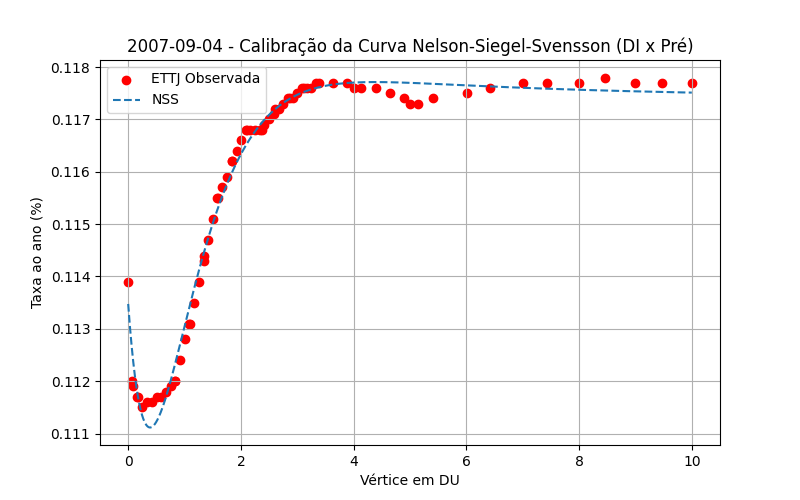 2007-09-04 - Calibração da Curva Nelson-Siegel-Svensson (DI x Pré)
ETTJ Observada
NSS
Taxa ao ano (%)
0.118
0.117
0.116
0.115
0.114
0.113
0.112
0.111
0 2 4 6 8 10
Vértice em DU